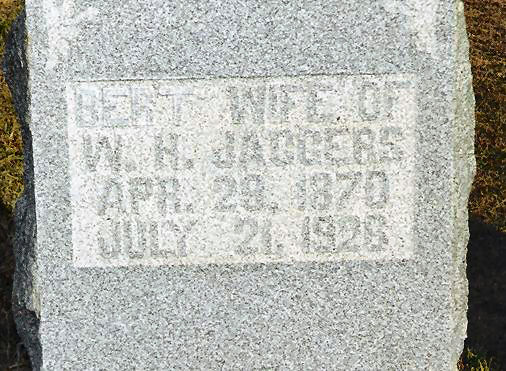 BERT WIFE OF
W. H. JAGGERS
APR. 29. 1870
JULY 21. 1926